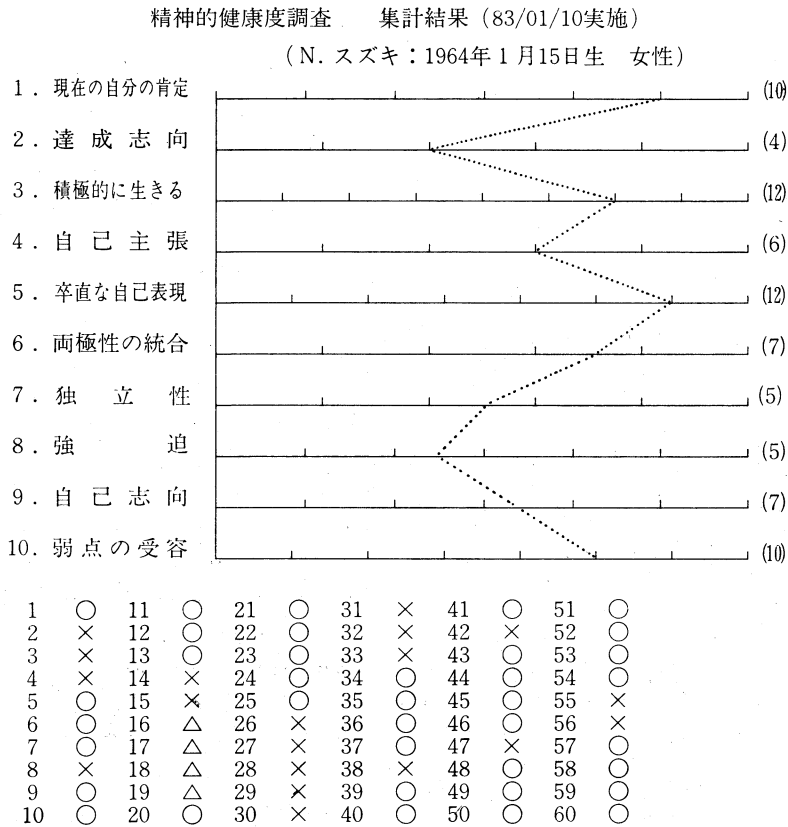 精神的健康度調査 集計結果（83/01/10実施）
（N. スズキ：1964年1月15日生 女性）
1. 現在の自分の肯定 (10)
2. 達成志向 (4)
3. 積極的に生きる (12)
4. 自己主張 (6)
5. 卒直な自己表現 (12)
6. 両極性の統合 (7)
7. 独立性 (5)
8. 強迫 (5)
9. 自己志向 (7)
10. 弱点の受容 (10)
1 ○ 11 ○ 21 ○ 31 × 41 ○ 51 ○
2 × 12 ○ 22 ○ 32 × 42 × 52 ○
3 × 13 ○ 23 ○ 33 × 43 ○ 53 ○
4 × 14 × 24 ○ 34 ○ 44 ○ 54 ○
5 ○ 15 × 25 ○ 35 ○ 45 ○ 55 ×
6 ○ 16 △ 26 × 36 ○ 46 ○ 56 ×
7 ○ 17 △ 27 × 37 ○ 47 × 57 ○
8 × 18 △ 28 × 38 × 48 ○ 58 ○
9 ○ 19 △ 29 × 39 ○ 49 ○ 59 ○
10 ○ 20 ○ 30 × 40 ○ 50 ○ 60 ○